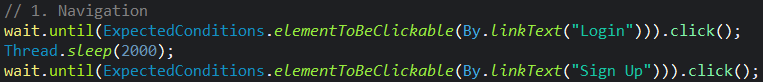 // 1. Navigation
wait.until(ExpectedConditions.elementToBeClickable(By.linkText("Login"))).click();
Thread.sleep(2000);
wait.until(ExpectedConditions.elementToBeClickable(By.linkText("Sign Up"))).click();